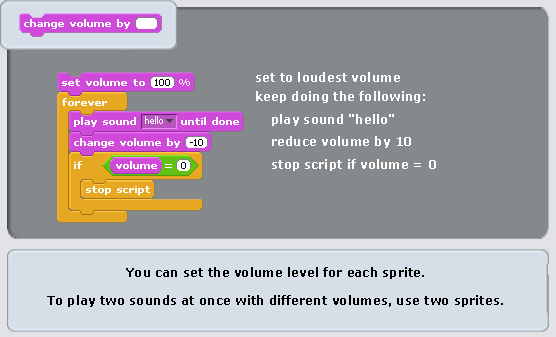 change volume by
set volume to 100 %
forever
play sound hello until done
change volume by -10
if volume = 0
stop script
set to loudest volume
keep doing the following:
play sound "hello"
reduce volume by 10
stop script if volume = 0
You can set the volume level for each sprite.
To play two sounds at once with different volumes, use two sprites.